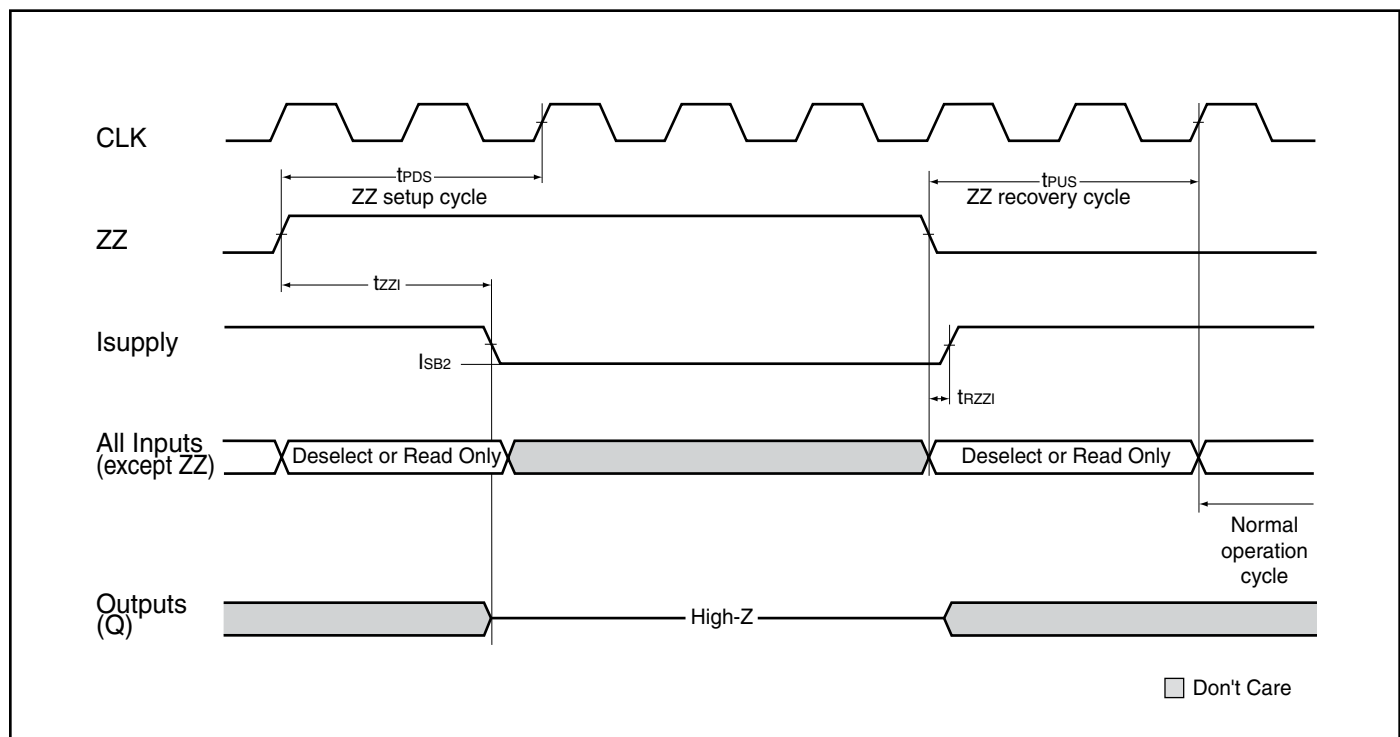 CLK
tPDS
ZZ setup cycle
tPUS
ZZ recovery cycle
ZZ
tZZI
Isupply
ISB2
tRZZI
All Inputs
(except ZZ)
Deselect or Read Only
Deselect or Read Only
Normal
operation
cycle
Outputs
(Q)
High-Z
Don't Care